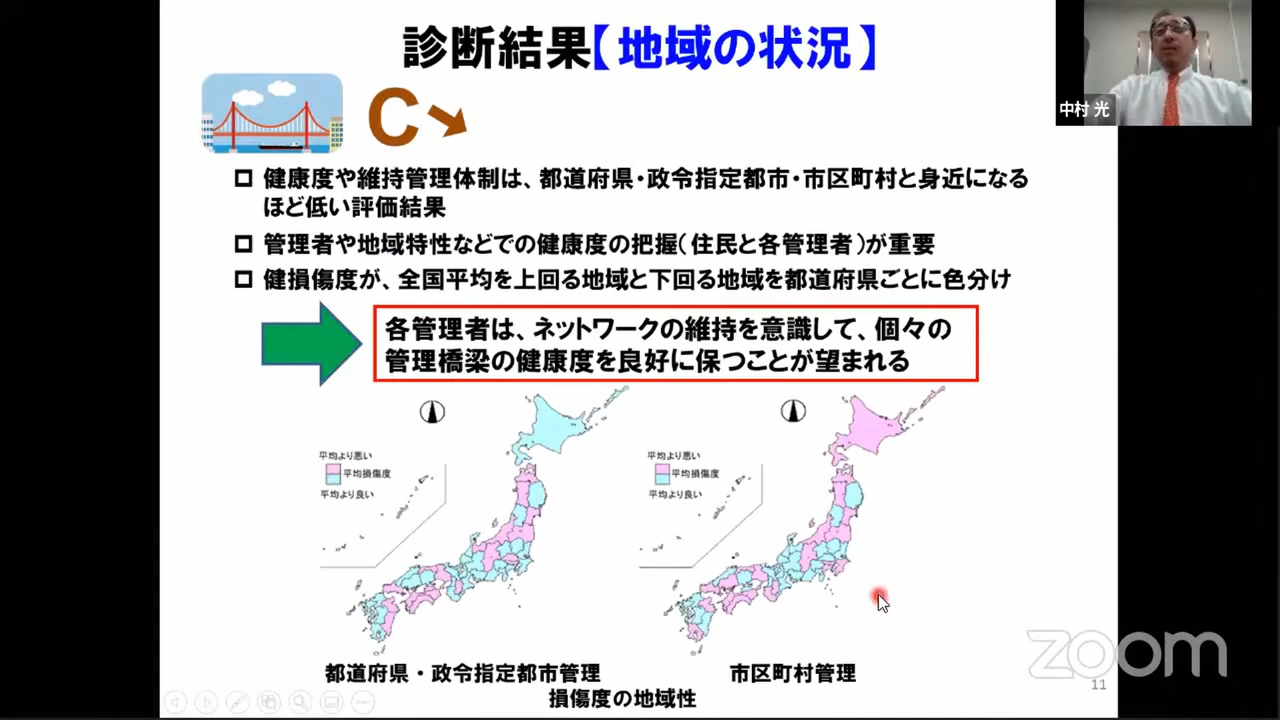 診断結果【地域の状況】
中村 光
C
健康度や維持管理体制は、都道府県・政令指定都市・市区町村と身近になる
ほど低い評価結果
管理者や地域特性などでの健康度の把握(住民と各管理者)が重要
健損傷度が、全国平均を上回る地域と下回る地域を都道府県ごとに色分け
各管理者は、ネットワークの維持を意識して、個々の
管理橋梁の健康度を良好に保つことが望まれる
平均より悪い
平均損傷度
平均より良い
平均より悪い
平均損傷度
平均より良い
都道府県・政令指定都市管理
市区町村管理
損傷度の地域性
zoom
11